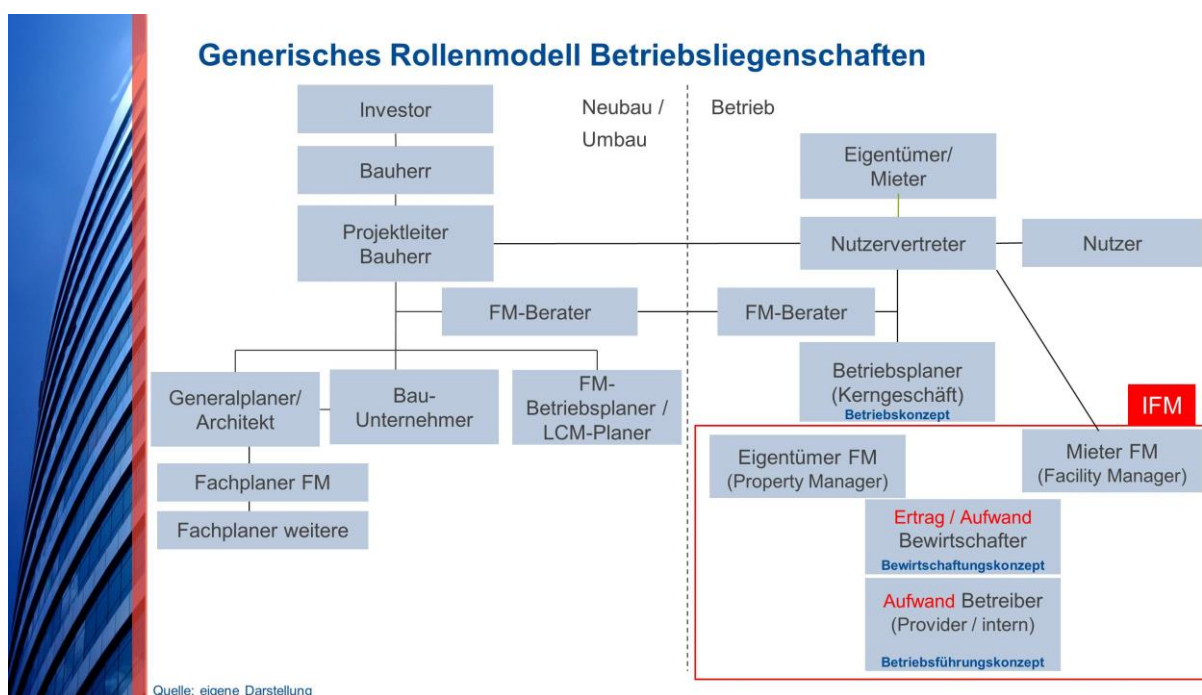 Generisches Rollenmodell Betriebsliegenschaften
Investor
Neubau /
Umbau
Betrieb
Bauherr
Eigentümer/
Mieter
Projektleiter
Bauherr
Nutzervertreter
Nutzer
FM-Berater
FM-Berater
Generalplaner/
Architekt
Bau-
Unternehmer
FM-
Betriebsplaner /
LCM-Planer
Betriebsplaner
(Kerngeschäft)
Betriebskonzept
IFM
Fachplaner FM
Fachplaner weitere
Eigentümer FM
(Property Manager)
Mieter FM
(Facility Manager)
Ertrag / Aufwand
Bewirtschafter
Bewirtschaftungskonzept
Aufwand Betreiber
(Provider / intern)
Betriebsführungskonzept
Quelle: eigene Darstellung